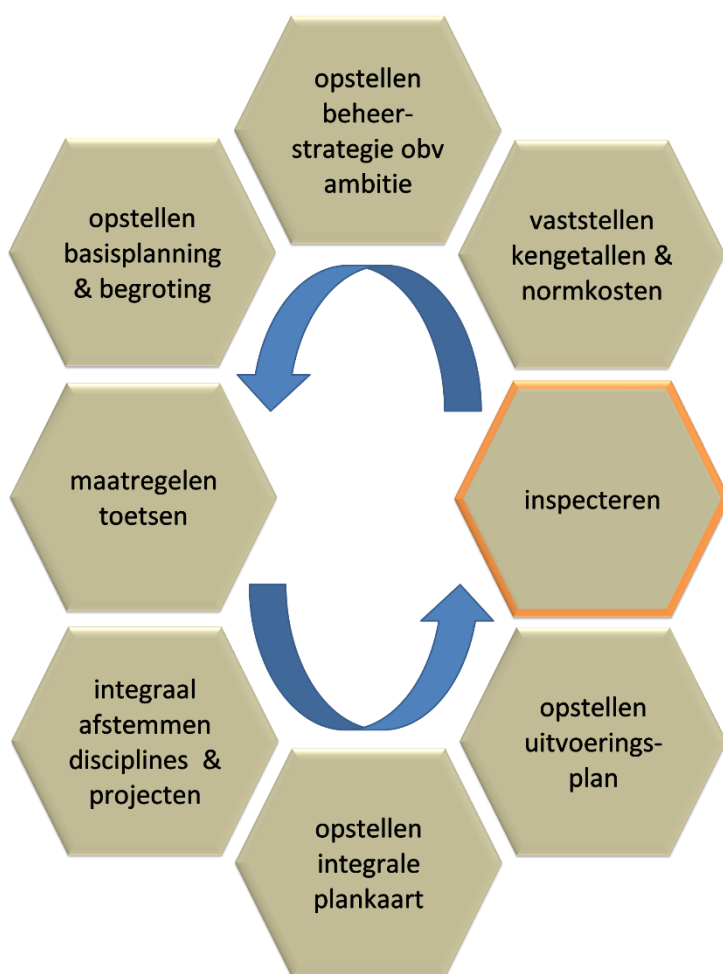 opstellen
beheer-
strategie obv
ambitie
opstellen
basisplanning
& begroting
vaststellen
kengetallen &
normkosten
maatregelen
toetsen
inspecteren
integraal
afstemmen
disciplines &
projecten
opstellen
uitvoerings-
plan
opstellen
integrale
plankaart